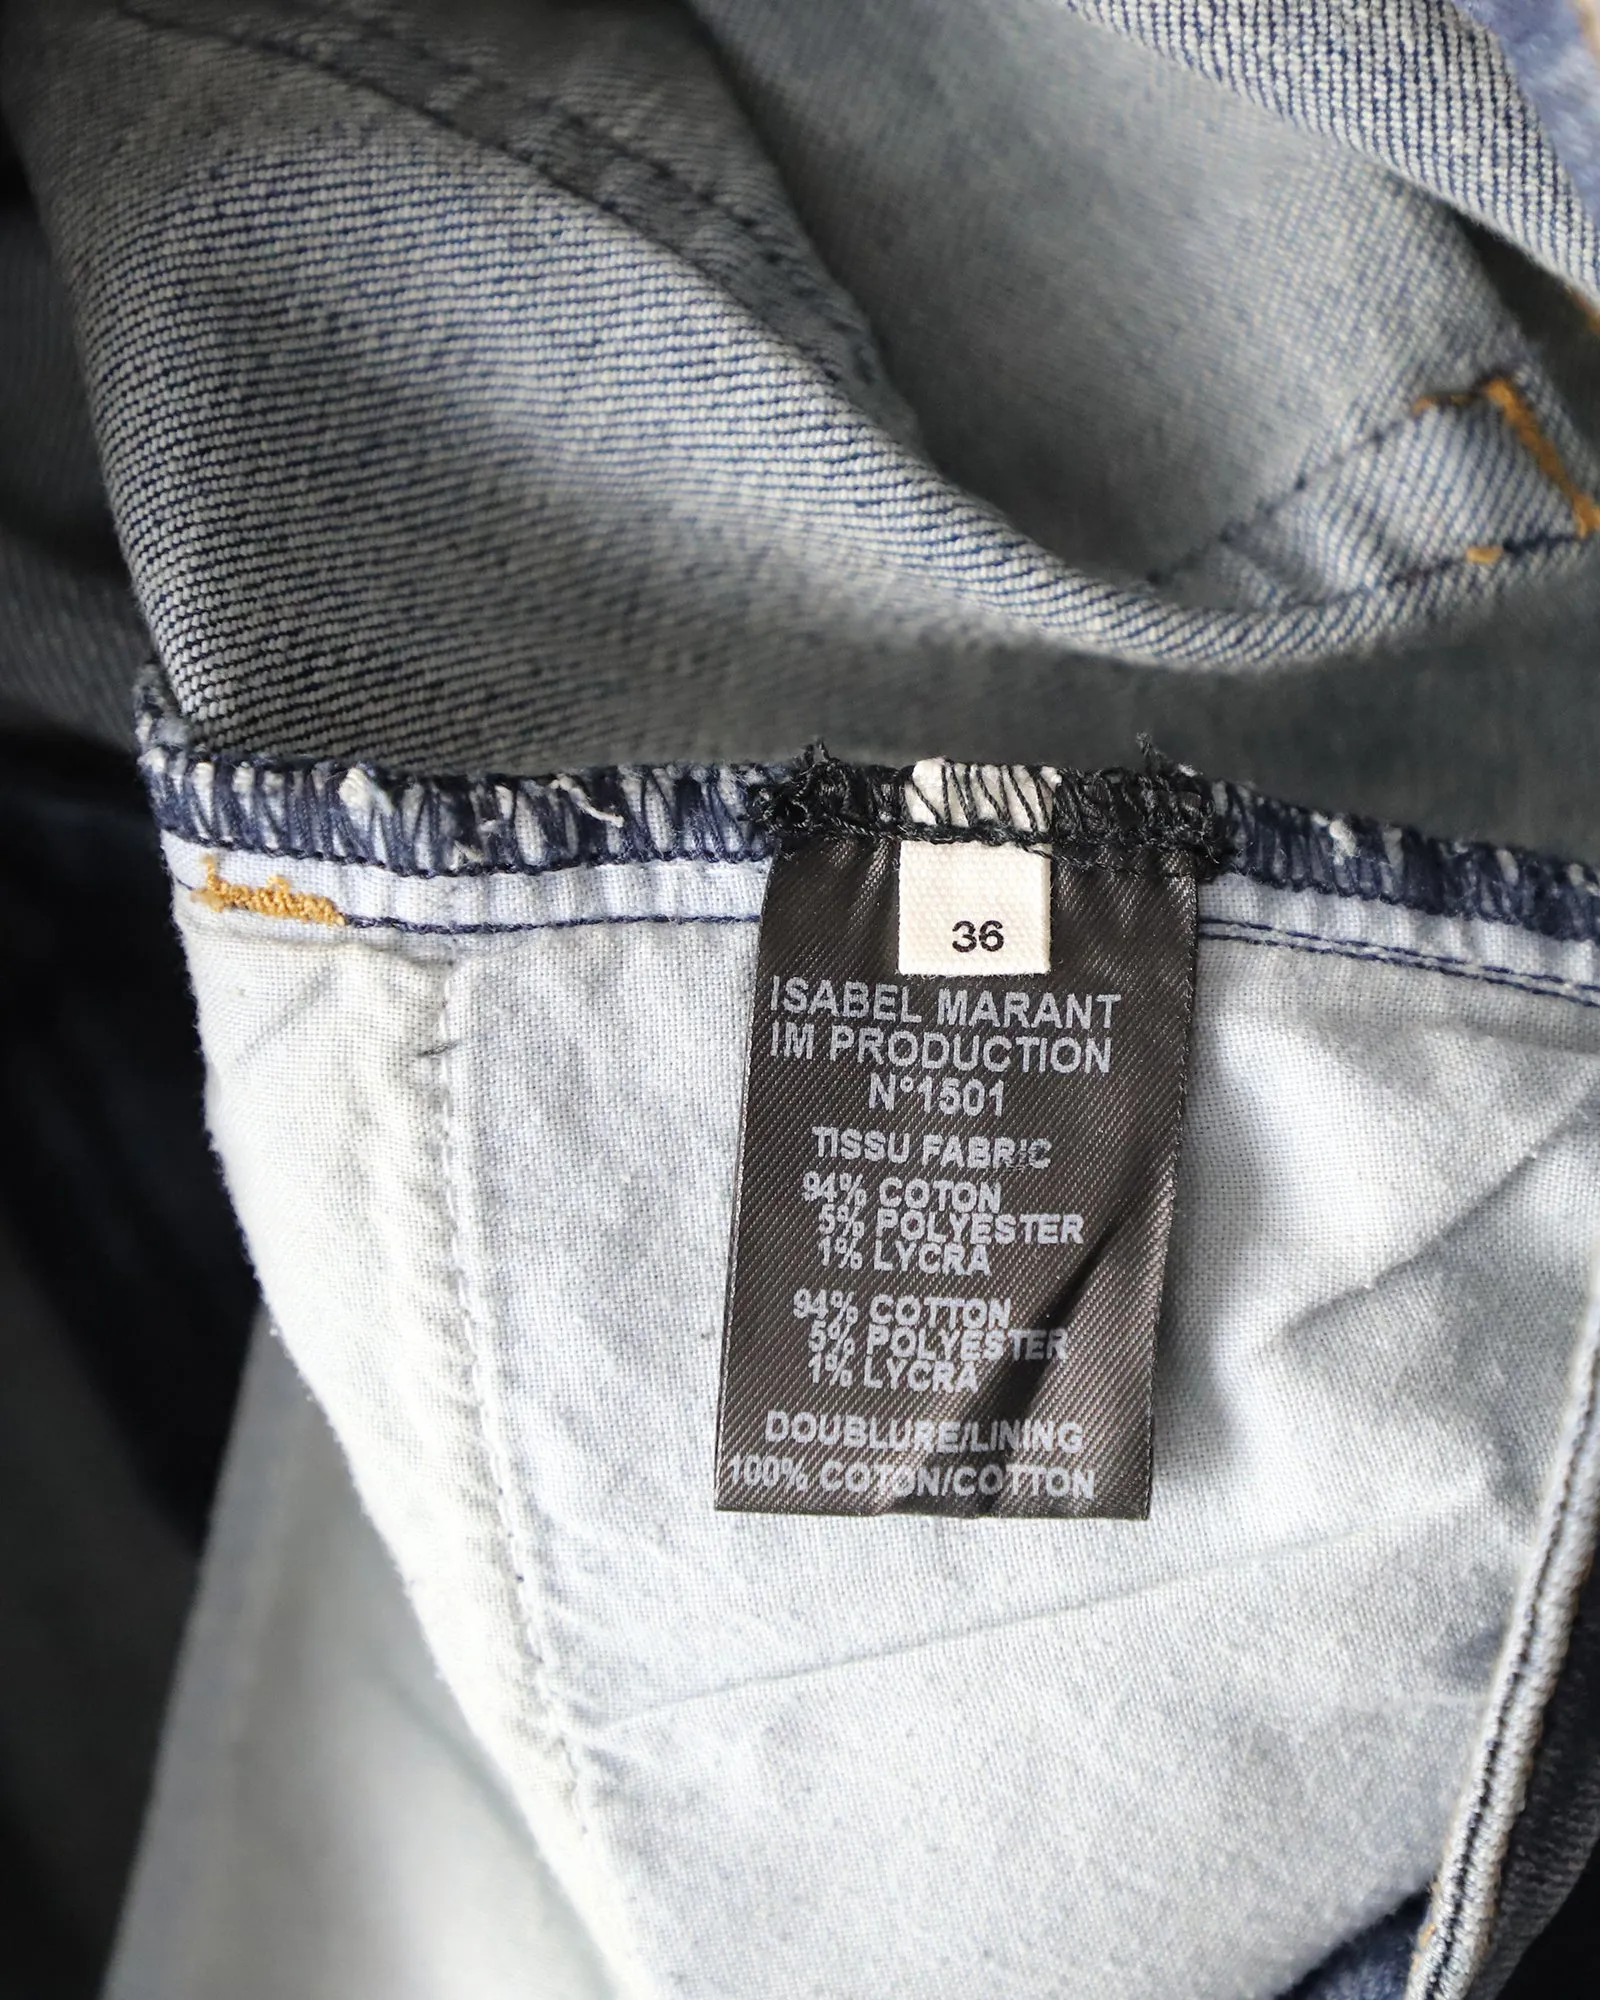 36
ISABEL MARANT
IM PRODUCTION
N°1501
TISSU FABRIC
94% COTON
5% POLYESTER
1% LYCRA
94% COTTON
5% POLYESTER
1% LYCRA
DOUBLURE/LINING
100% COTON/COTTON